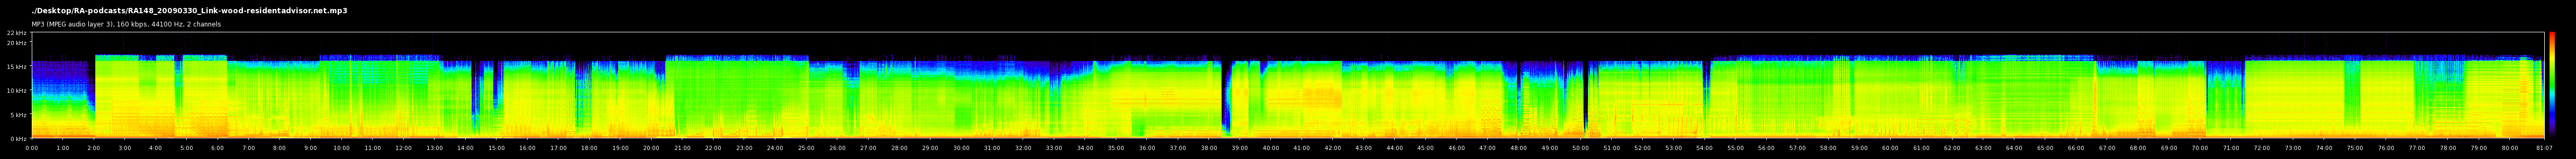 ./Desktop/RA-podcasts/RA148_20090330_Link-wood-residentadvisor.net.mp3
MP3 (MPEG audio layer 3), 160 kbps, 44100 Hz, 2 channels
22 kHz
20 kHz
15 kHz
10 kHz
5 kHz
0 kHz
0:00 1:00 2:00 3:00 4:00 5:00 6:00 7:00 8:00 9:00 10:00 11:00 12:00 13:00 14:00 15:00 16:00 17:00 18:00 19:00 20:00 21:00 22:00 23:00 24:00 25:00 26:00 27:00 28:00 29:00 30:00 31:00 32:00 33:00 34:00 35:00 36:00 37:00 38:00 39:00 40:00 41:00 42:00 43:00 44:00 45:00 46:00 47:00 48:00 49:00 50:00 51:00 52:00 53:00 54:00 55:00 56:00 57:00 58:00 59:00 60:00 61:00 62:00 63:00 64:00 65:00 66:00 67:00 68:00 69:00 70:00 71:00 72:00 73:00 74:00 75:00 76:00 77:00 78:00 79:00 80:00 81:07